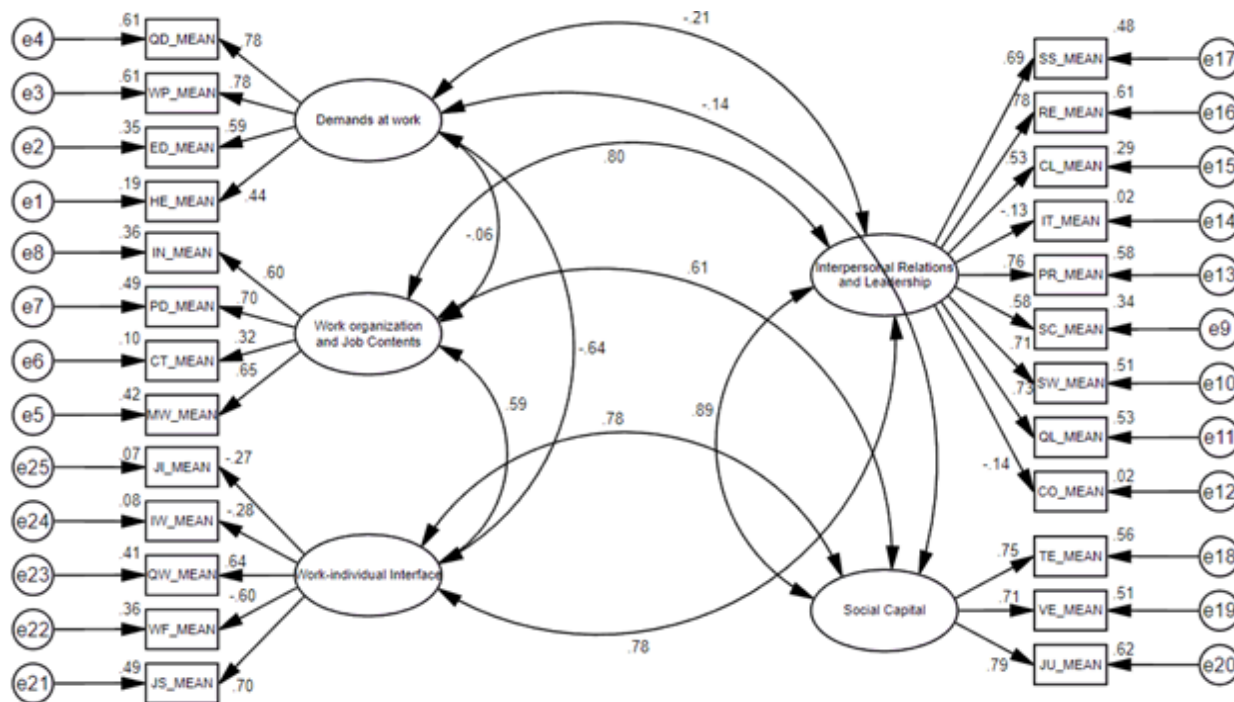 e4 .61 QD_MEAN .78
e3 .61 WP_MEAN .78
e2 .35 ED_MEAN .59
e1 .19 HE_MEAN .44
Demands at work
e8 .36 IN_MEAN .60
e7 .49 PD_MEAN .70
e6 .10 CT_MEAN .32
e5 .42 MW_MEAN .65
Work organization
and Job Contents
e25 .07 JI_MEAN -.27
e24 .08 IW_MEAN -.28
e23 .41 QW_MEAN .64
e22 .36 WF_MEAN -.60
e21 .49 JS_MEAN .70
Work-individual Interface
-.21
-.14
.80
-.06
.61
-.64
.59
.78
.89
.78
Interpersonal Relations
and Leadership
.69 SS_MEAN .48 e17
.78 RE_MEAN .61 e16
.53 CL_MEAN .29 e15
-.13 IT_MEAN .02 e14
.76 PR_MEAN .58 e13
.58 SC_MEAN .34 e9
.71 SW_MEAN .51 e10
.73 QL_MEAN .53 e11
-.14 CO_MEAN .02 e12
Social Capital
.75 TE_MEAN .56 e18
.71 VE_MEAN .51 e19
.79 JU_MEAN .62 e20